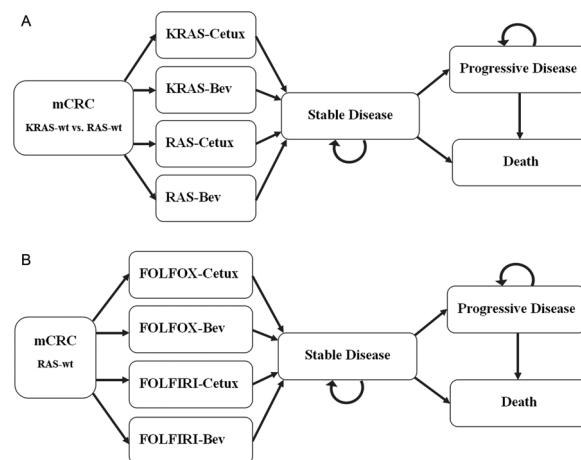 A
mCRC
KRAS-wt vs. RAS-wt
KRAS-Cetux
KRAS-Bev
RAS-Cetux
RAS-Bev
Stable Disease
Progressive Disease
Death
B
mCRC
RAS-wt
FOLFOX-Cetux
FOLFOX-Bev
FOLFIRI-Cetux
FOLFIRI-Bev
Stable Disease
Progressive Disease
Death